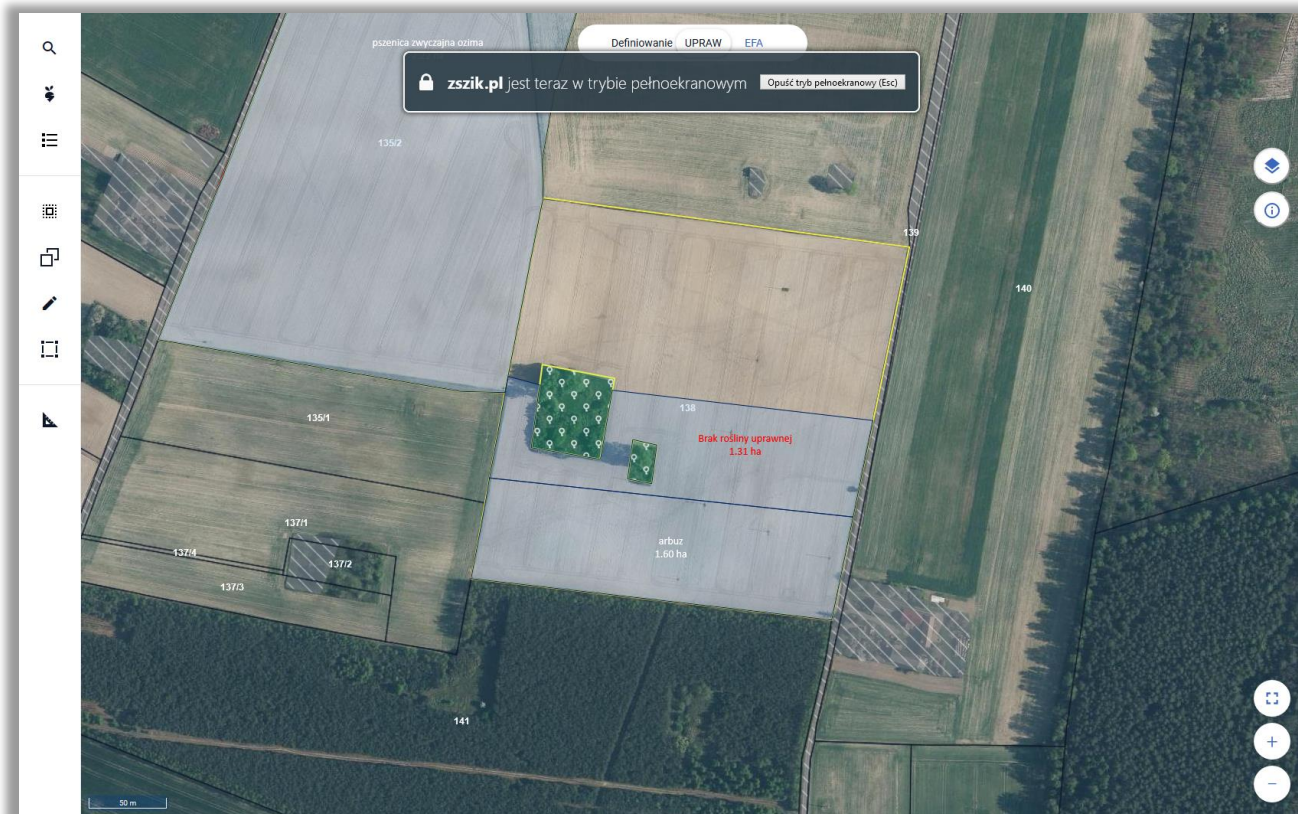 pszenica zwyczajna ozima
Definiowanie UPRAW EFA
zszik.pl jest teraz w trybie pełnoekranowym Opuść tryb pełnoekranowy (Esc)
135/2
139
140
138
135/1
Brak rośliny uprawnej
1.31 ha
137/1
arbuz
1.60 ha
137/4
137/2
137/3
141
50 m